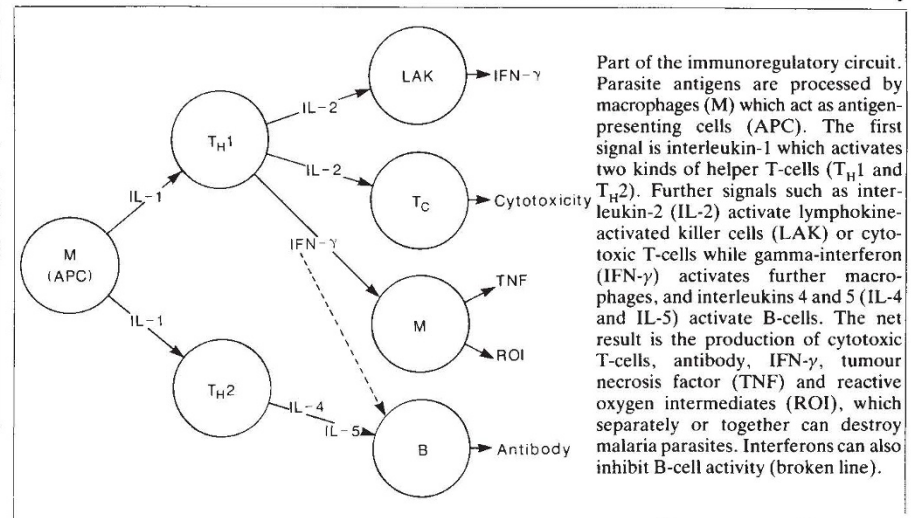 LAK
IFN-γ
IL-2
T_H1
IL-2
T_C
Cytotoxicity
IL-1
M
(APC)
IFN-γ
TNF
M
ROI
IL-1
T_H2
IL-4
IL-5
B
Antibody
Part of the immunoregulatory circuit.
Parasite antigens are processed by
macrophages (M) which act as antigen-
presenting cells (APC). The first
signal is interleukin-1 which activates
two kinds of helper T-cells (T_H1 and
T_H2). Further signals such as inter-
leukin-2 (IL-2) activate lymphokine-
activated killer cells (LAK) or cyto-
toxic T-cells while gamma-interferon
(IFN-γ) activates further macro-
phages, and interleukins 4 and 5 (IL-4
and IL-5) activate B-cells. The net
result is the production of cytotoxic
T-cells, antibody, IFN-γ, tumour
necrosis factor (TNF) and reactive
oxygen intermediates (ROI), which
separately or together can destroy
malaria parasites. Interferons can also
inhibit B-cell activity (broken line).